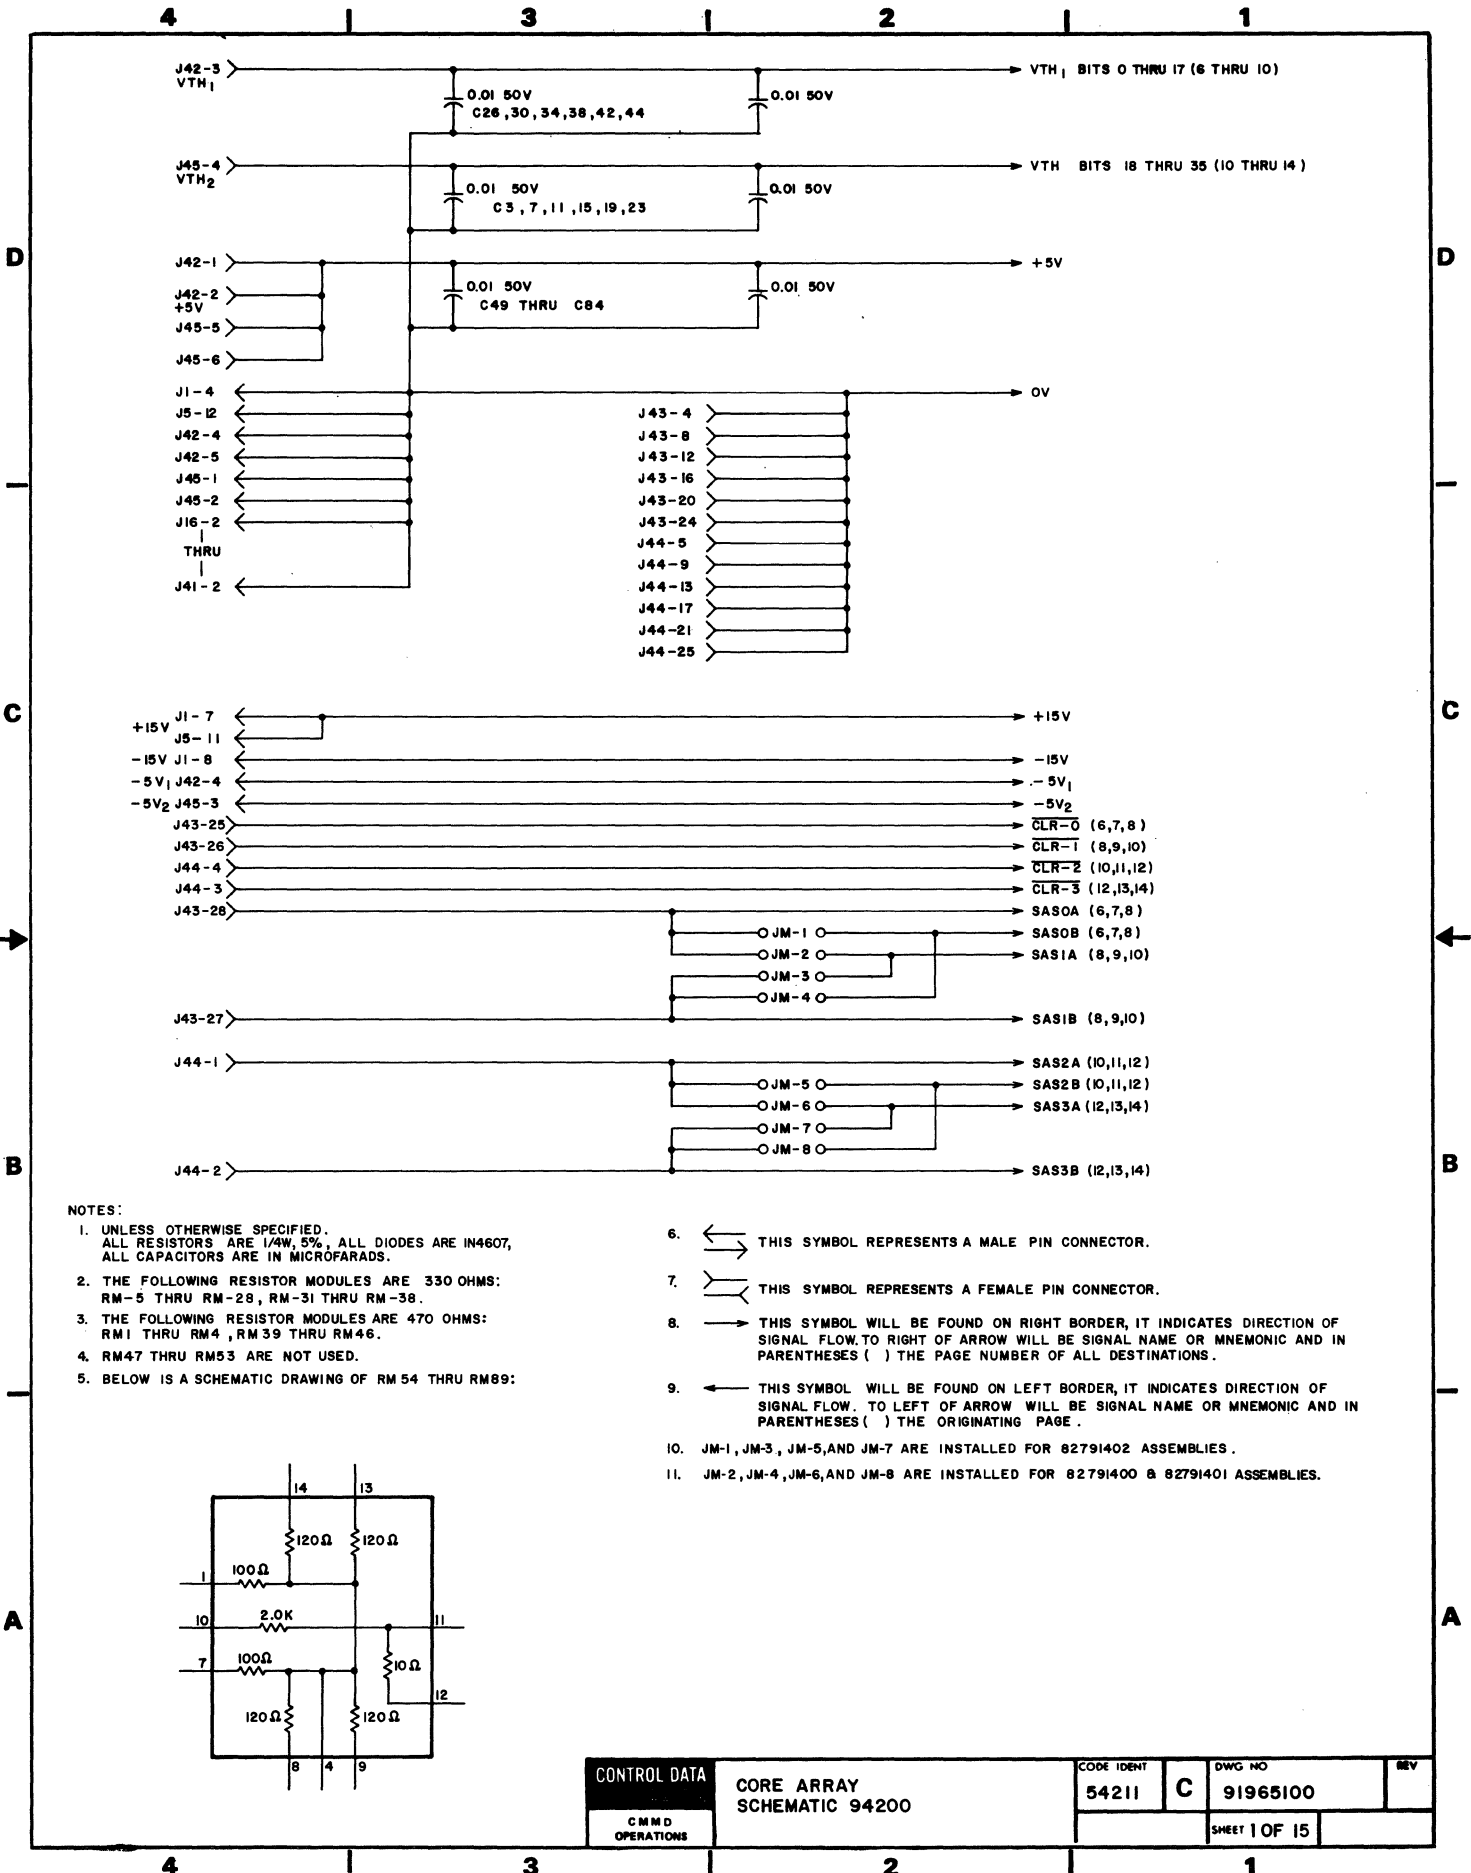 4 3 2 1
J42-3
VTH1
VTH1 BITS 0 THRU 17 (6 THRU 10)
0.01 50V
C26,30,34,38,42,44
0.01 50V
J45-4
VTH2
VTH BITS 18 THRU 35 (10 THRU 14)
0.01 50V
C3,7,11,15,19,23
0.01 50V
D
D
J42-1
+5V
J42-2
+5V
0.01 50V
C49 THRU C84
0.01 50V
J45-5
J45-6
J1-4
0V
J5-12
J42-4
J42-5
J45-1
J45-2
J16-2
THRU
J41-2
J43-4
J43-8
J43-12
J43-16
J43-20
J43-24
J44-5
J44-9
J44-13
J44-17
J44-21
J44-25
C
C
+15V J1-7
+15V
J5-11
-15V J1-8
-15V
-5V1 J42-4
-5V1
-5V2 J45-3
-5V2
J43-25
CLR-0 (6,7,8)
J43-26
CLR-1 (8,9,10)
J44-4
CLR-2 (10,11,12)
J44-3
CLR-3 (12,13,14)
J43-28
SAS0A (6,7,8)
JM-1
SAS0B (6,7,8)
JM-2
SAS1A (8,9,10)
JM-3
JM-4
J43-27
SAS1B (8,9,10)
J44-1
SAS2A (10,11,12)
JM-5
SAS2B (10,11,12)
JM-6
SAS3A (12,13,14)
JM-7
JM-8
B
B
J44-2
SAS3B (12,13,14)
NOTES:
1. UNLESS OTHERWISE SPECIFIED.
ALL RESISTORS ARE 1/4W, 5%, ALL DIODES ARE IN4607,
ALL CAPACITORS ARE IN MICROFARADS.
2. THE FOLLOWING RESISTOR MODULES ARE 330 OHMS:
RM-5 THRU RM-28, RM-31 THRU RM-38.
3. THE FOLLOWING RESISTOR MODULES ARE 470 OHMS:
RM1 THRU RM4, RM39 THRU RM46.
4. RM47 THRU RM53 ARE NOT USED.
5. BELOW IS A SCHEMATIC DRAWING OF RM54 THRU RM89:
6. THIS SYMBOL REPRESENTS A MALE PIN CONNECTOR.
7. THIS SYMBOL REPRESENTS A FEMALE PIN CONNECTOR.
8. THIS SYMBOL WILL BE FOUND ON RIGHT BORDER, IT INDICATES DIRECTION OF
SIGNAL FLOW. TO RIGHT OF ARROW WILL BE SIGNAL NAME OR MNEMONIC AND IN
PARENTHESES ( ) THE PAGE NUMBER OF ALL DESTINATIONS.
9. THIS SYMBOL WILL BE FOUND ON LEFT BORDER, IT INDICATES DIRECTION OF
SIGNAL FLOW. TO LEFT OF ARROW WILL BE SIGNAL NAME OR MNEMONIC AND IN
PARENTHESES ( ) THE ORIGINATING PAGE.
10. JM-1, JM-3, JM-5, AND JM-7 ARE INSTALLED FOR 82791402 ASSEMBLIES.
11. JM-2, JM-4, JM-6, AND JM-8 ARE INSTALLED FOR 82791400 & 82791401 ASSEMBLIES.
14 13
120Ω 120Ω
100Ω
1
2.0K
10
11
A
A
100Ω
7
10Ω
12
120Ω 120Ω
8 4 9
CONTROL DATA
CMMD
OPERATIONS
CORE ARRAY
SCHEMATIC 94200
CODE IDENT
54211
C
DWG NO
91965100
REV
SHEET 1 OF 15
4 3 2 1